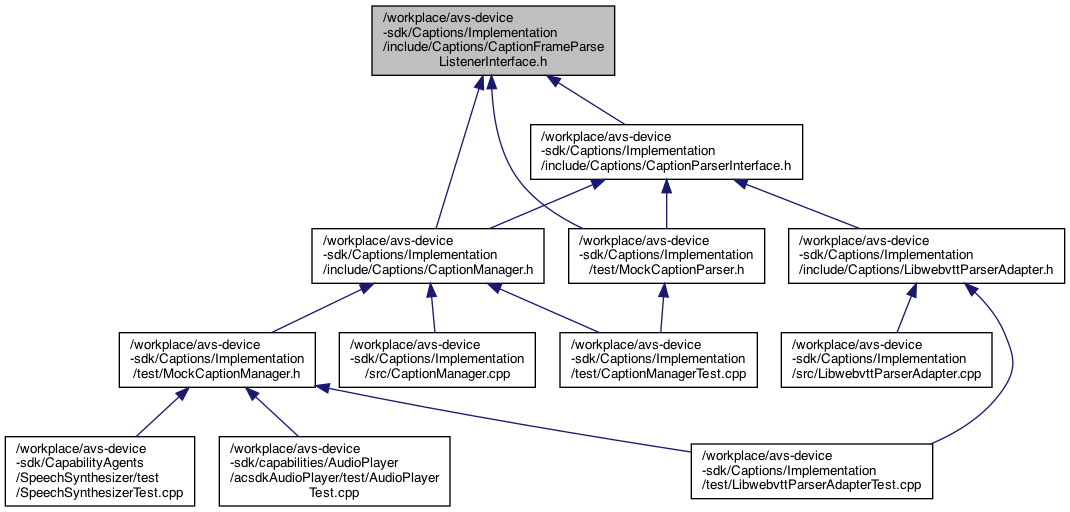 /workplace/avs-device
-sdk/Captions/Implementation
/include/Captions/CaptionFrameParse
ListenerInterface.h
/workplace/avs-device
-sdk/Captions/Implementation
/include/Captions/CaptionParserInterface.h
/workplace/avs-device
-sdk/Captions/Implementation
/include/Captions/CaptionManager.h
/workplace/avs-device
-sdk/Captions/Implementation
/test/MockCaptionParser.h
/workplace/avs-device
-sdk/Captions/Implementation
/include/Captions/LibwebvttParserAdapter.h
/workplace/avs-device
-sdk/Captions/Implementation
/test/MockCaptionManager.h
/workplace/avs-device
-sdk/Captions/Implementation
/src/CaptionManager.cpp
/workplace/avs-device
-sdk/Captions/Implementation
/test/CaptionManagerTest.cpp
/workplace/avs-device
-sdk/Captions/Implementation
/src/LibwebvttParserAdapter.cpp
/workplace/avs-device
-sdk/CapabilityAgents
/SpeechSynthesizer/test
/SpeechSynthesizerTest.cpp
/workplace/avs-device
-sdk/capabilities/AudioPlayer
/acsdkAudioPlayer/test/AudioPlayer
Test.cpp
/workplace/avs-device
-sdk/Captions/Implementation
/test/LibwebvttParserAdapterTest.cpp